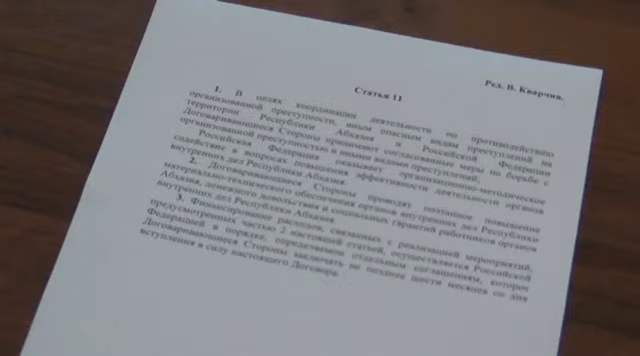 Ред. В. Кварчия.
Статья 11
1. В целях координации деятельности по противодействию
организованной преступности, иным опасным видам преступлений на
территории Республики Абхазия и Российской Федерации
Договаривающиеся Стороны принимают согласованные меры по борьбе с
организованной преступностью и иными видами преступлений;
Российская Федерация оказывает организационно-методическое
содействие в вопросах повышения эффективности деятельности органов
внутренних дел Республики Абхазия.
2. Договаривающиеся Стороны проводят поэтапное повышение
материально-технического обеспечения органов внутренних дел Республики
Абхазия, денежного довольствия и социальных гарантий работников органов
внутренних дел Республики Абхазия.
3. Финансирование расходов, связанных с реализацией мероприятий,
предусмотренных частью 2 настоящей статьей, осуществляется Российской
Федерацией в порядке, определяемом отдельным соглашением, которое
Договаривающиеся Стороны заключать не позднее шести месяцев со дня
вступления в силу настоящего Договора.